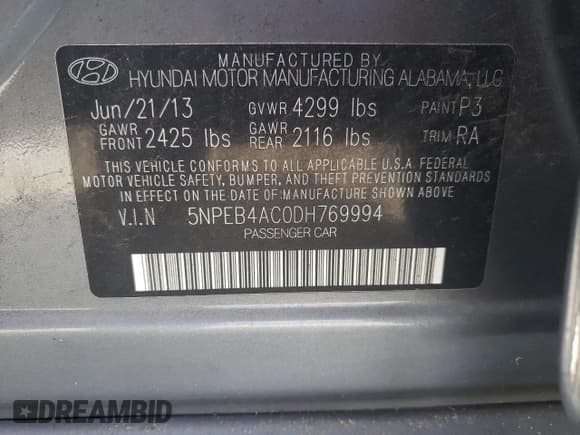 MANUFACTURED BY
HYUNDAI MOTOR MANUFACTURING ALABAMA, LLC
Jun/21/13 GVWR 4299 lbs PAINT P3
GAWR FRONT 2425 lbs GAWR REAR 2116 lbs TRIM RA
THIS VEHICLE CONFORMS TO ALL APPLICABLE U.S.A. FEDERAL
MOTOR VEHICLE SAFETY, BUMPER, AND THEFT PREVENTION STANDARDS
IN EFFECT ON THE DATE OF MANUFACTURE SHOWN ABOVE.
V.I.N 5NPEB4AC0DH769994
PASSENGER CAR
DREAMBID